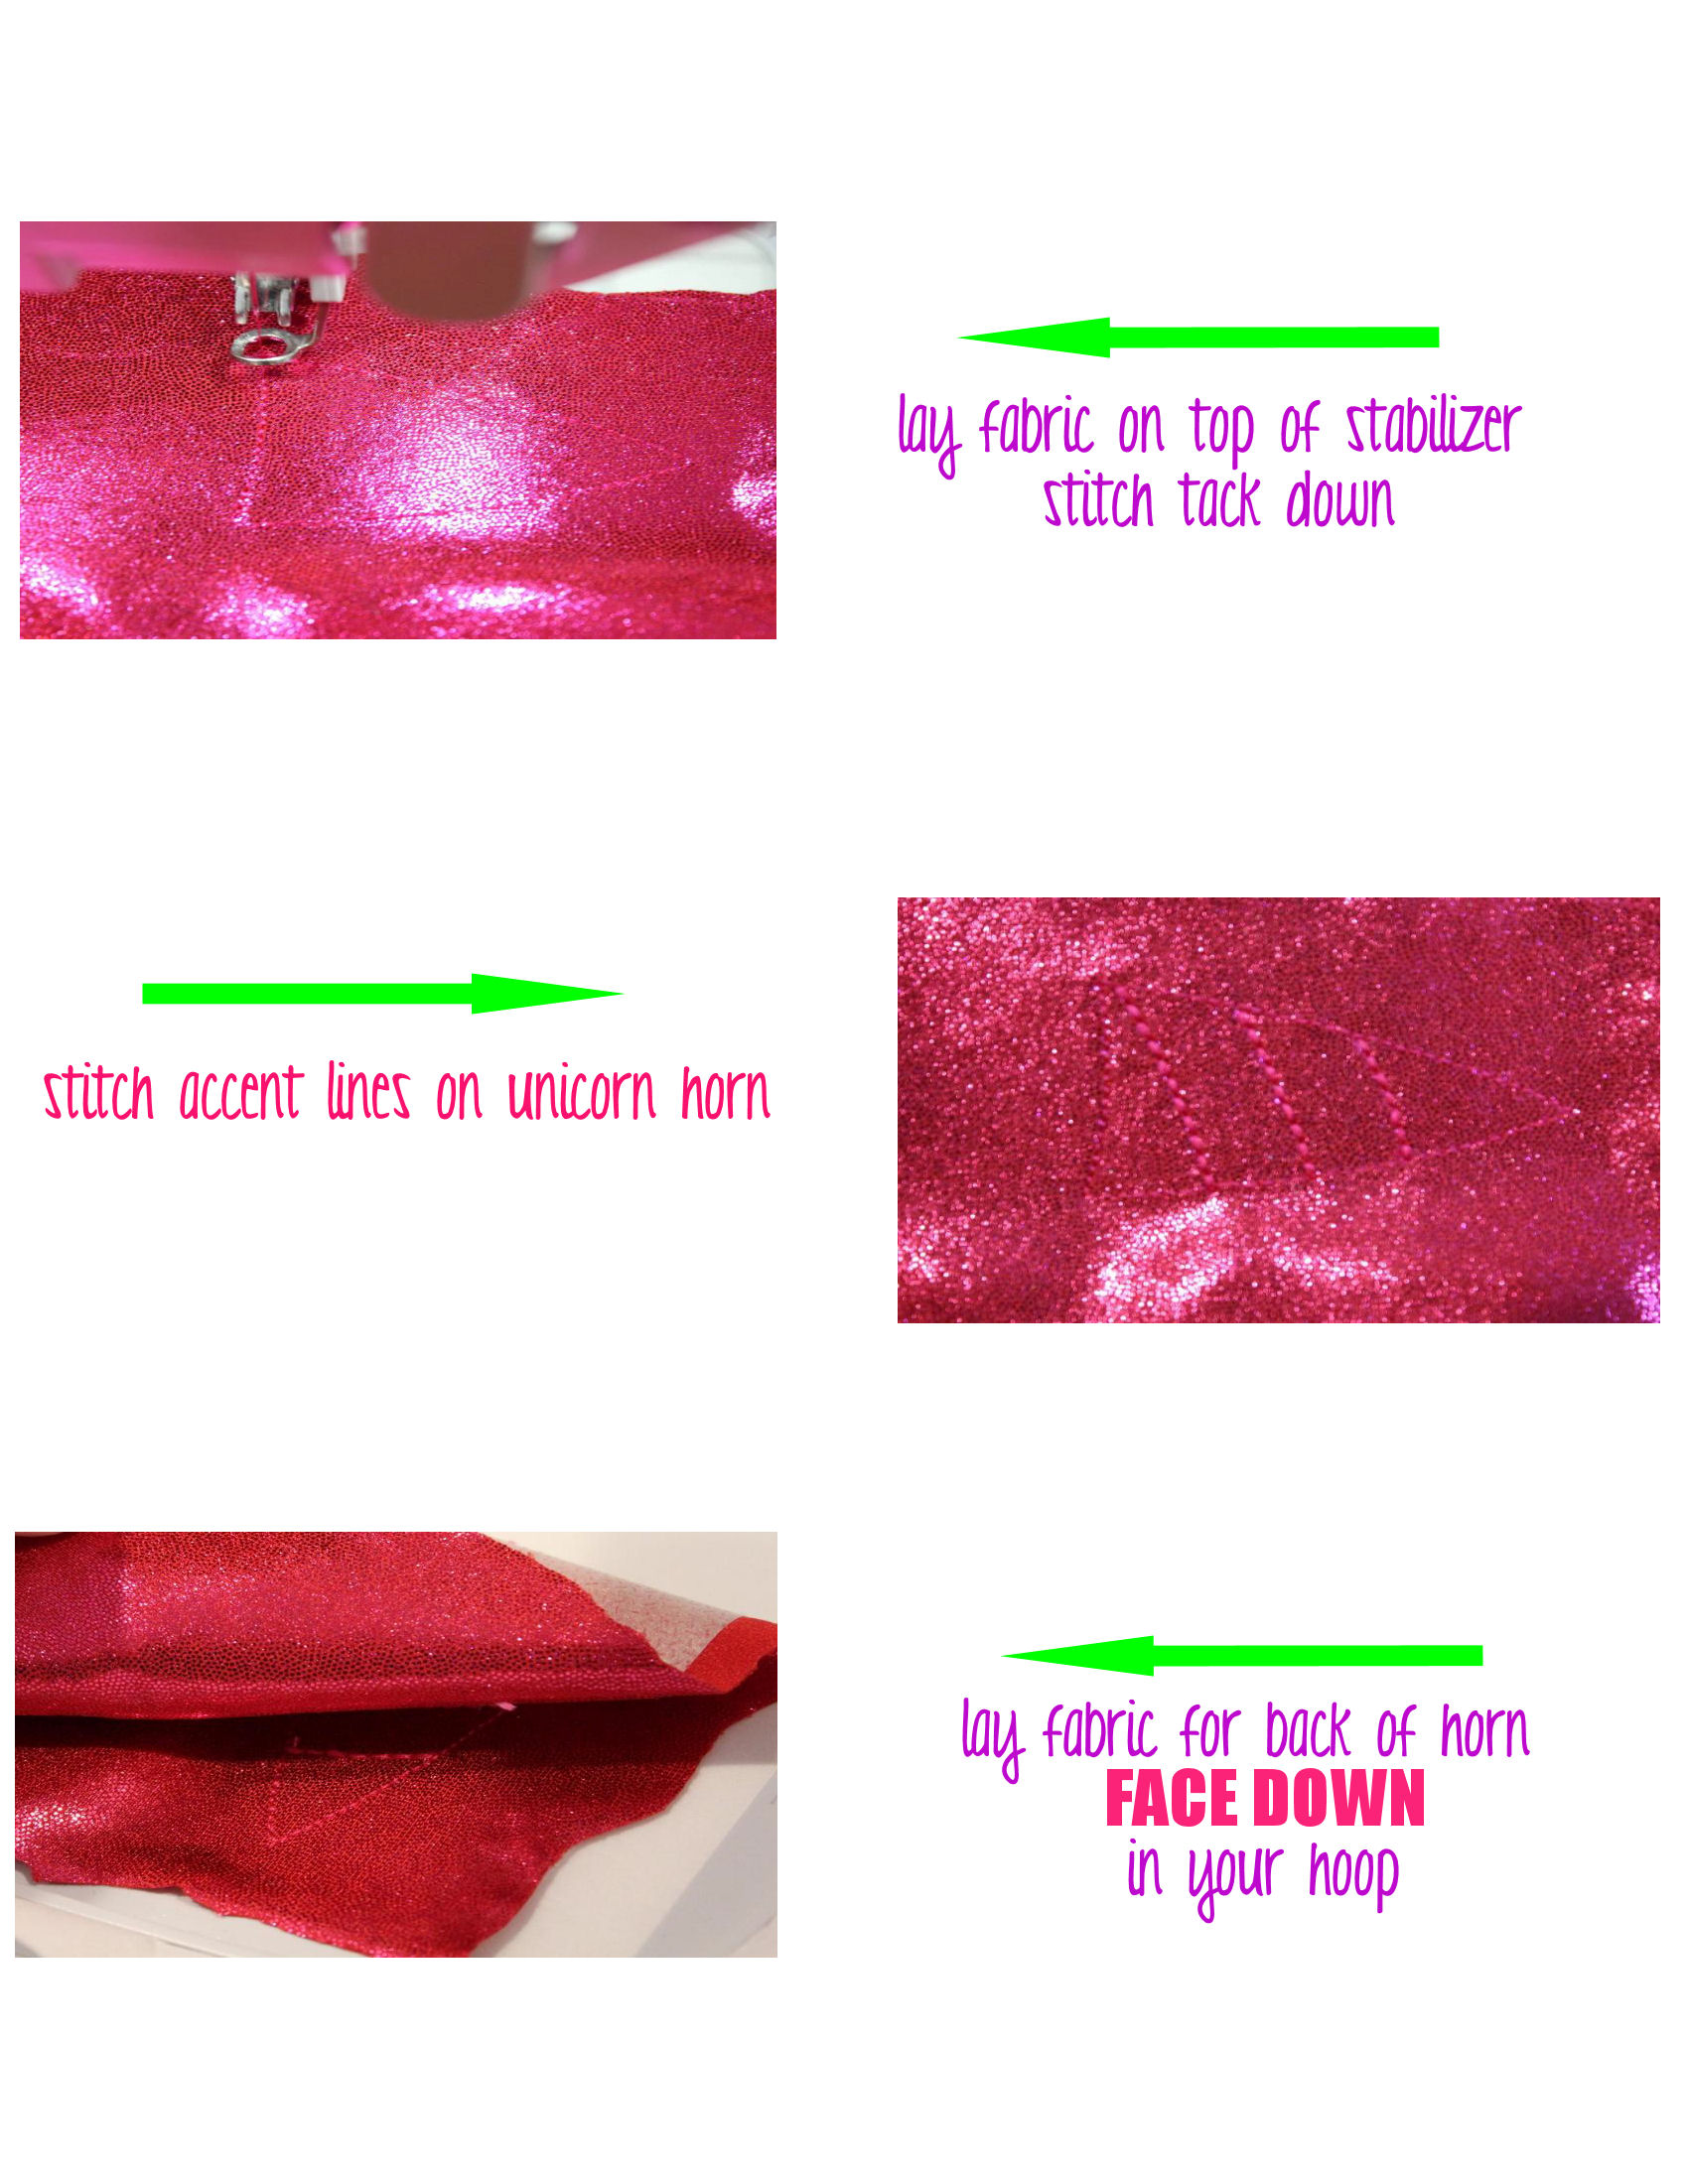 lay fabric on top of stabilizer
stitch tack down
stitch accent lines on unicorn horn
lay fabric for back of horn
FACE DOWN
in your hoop